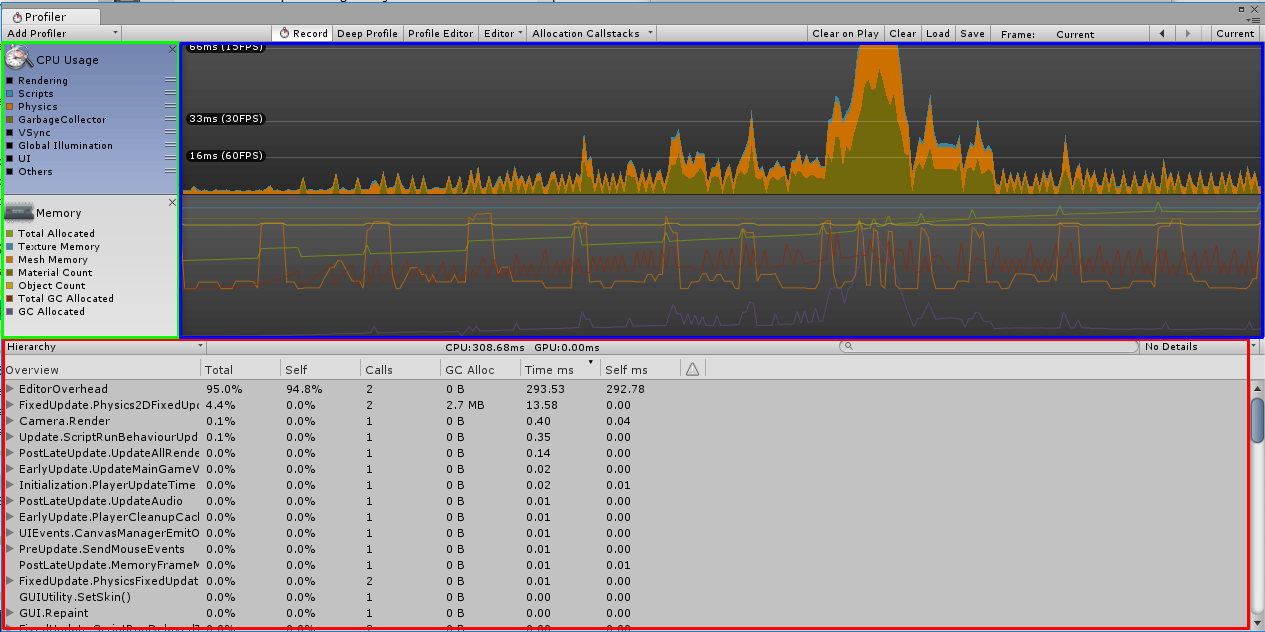 Profiler
Add Profiler Record Deep Profile Profile Editor Editor Allocation Callstacks Clear on Play Clear Load Save Frame: Current Current
CPU Usage
Rendering
Scripts
Physics
GarbageCollector
VSync
Global Illumination
UI
Others
66ms (15FPS)
33ms (30FPS)
16ms (60FPS)
Memory
Total Allocated
Texture Memory
Mesh Memory
Material Count
Object Count
Total GC Allocated
GC Allocated
Hierarchy CPU:308.68ms GPU:0.00ms No Details
Overview Total Self Calls GC Alloc Time ms Self ms
EditorOverhead 95.0% 94.8% 2 0 B 293.53 292.78
FixedUpdate.Physics2DFixedUpd 4.4% 0.0% 2 2.7 MB 13.58 0.00
Camera.Render 0.1% 0.0% 1 0 B 0.40 0.04
Update.ScriptRunBehaviourUpd 0.1% 0.0% 1 0 B 0.35 0.00
PostLateUpdate.UpdateAllRende 0.0% 0.0% 1 0 B 0.14 0.00
EarlyUpdate.UpdateMainGameV 0.0% 0.0% 1 0 B 0.02 0.00
Initialization.PlayerUpdateTime 0.0% 0.0% 1 0 B 0.02 0.01
PostLateUpdate.UpdateAudio 0.0% 0.0% 1 0 B 0.01 0.00
EarlyUpdate.PlayerCleanupCac 0.0% 0.0% 1 0 B 0.01 0.00
UIEvents.CanvasManagerEmitO 0.0% 0.0% 1 0 B 0.01 0.00
PreUpdate.SendMouseEvents 0.0% 0.0% 1 0 B 0.01 0.00
PostLateUpdate.MemoryFrameM 0.0% 0.0% 1 0 B 0.01 0.01
FixedUpdate.PhysicsFixedUpdat 0.0% 0.0% 2 0 B 0.01 0.00
GUIUtility.SetSkin() 0.0% 0.0% 1 0 B 0.00 0.00
GUI.Repaint 0.0% 0.0% 1 0 B 0.00 0.00